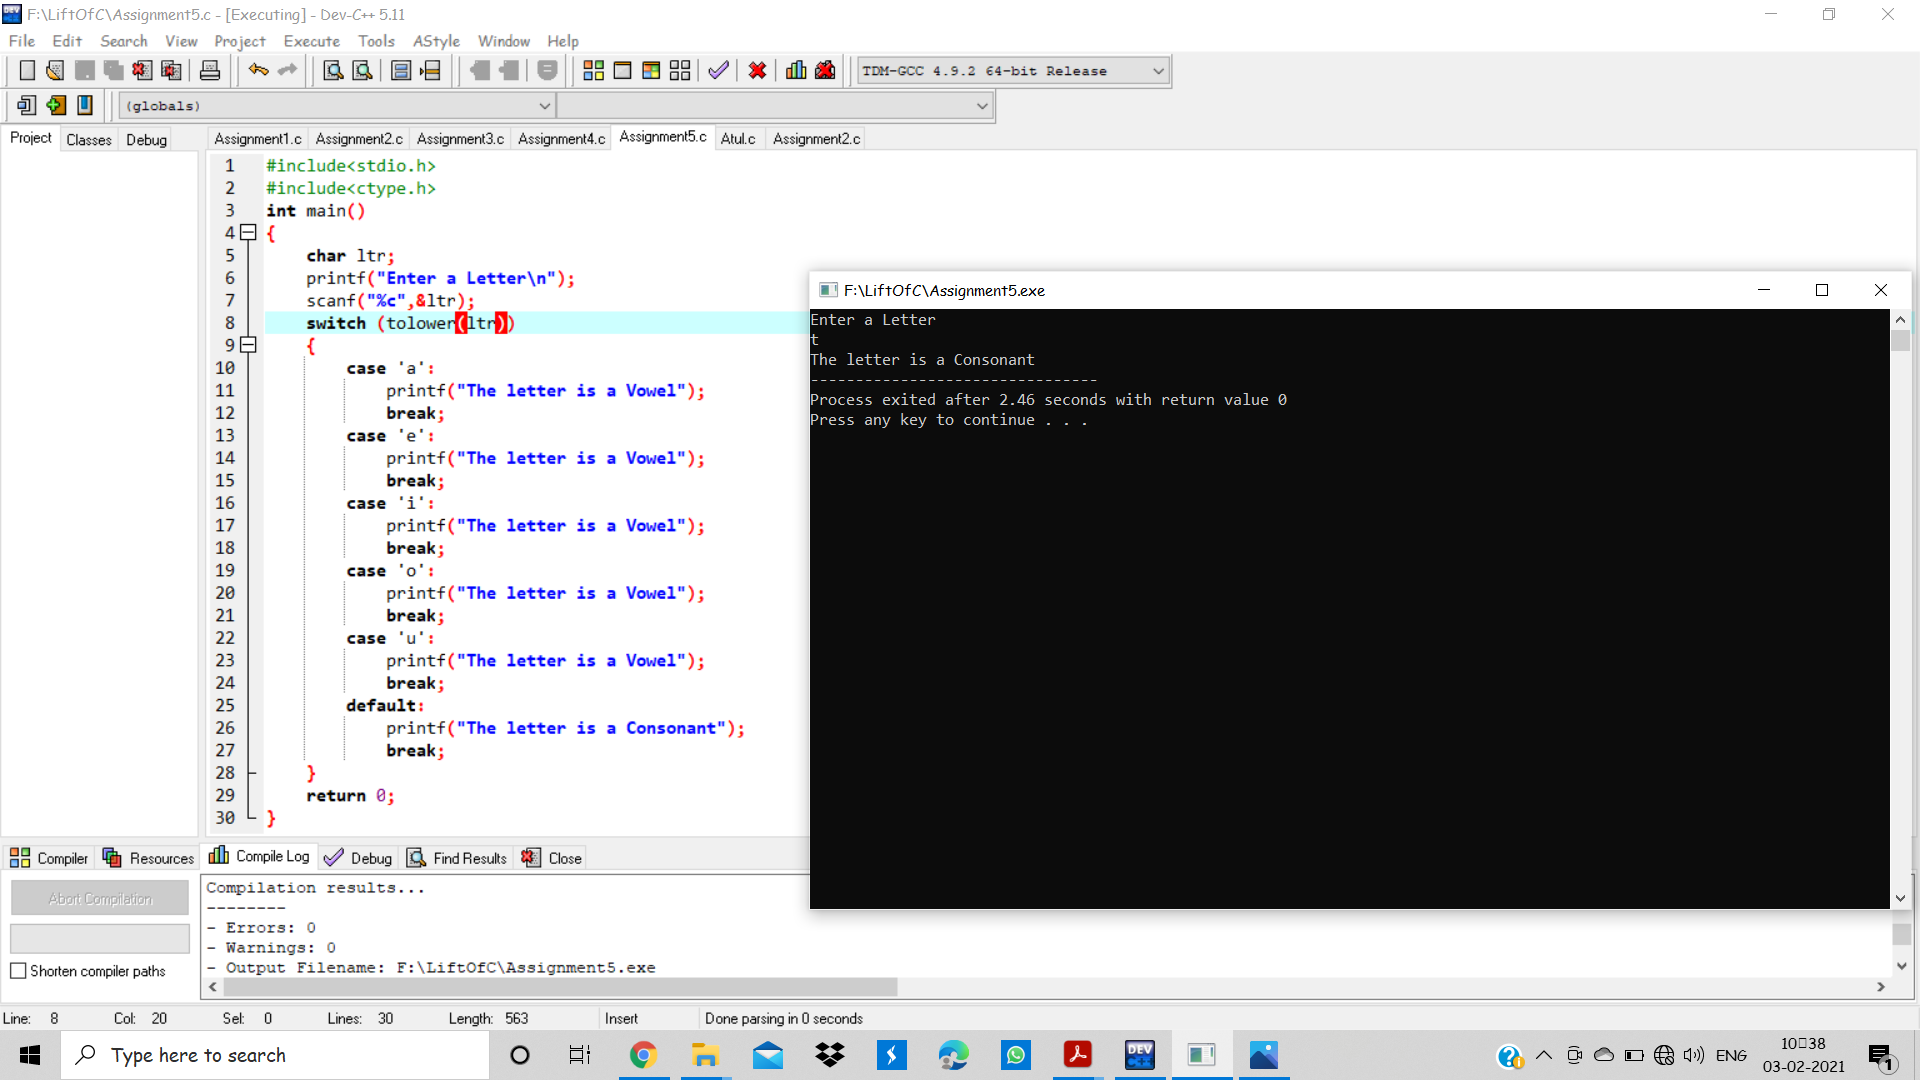 F:\LiftOfC\Assignment5.c - [Executing] - Dev-C++ 5.11
File Edit Search View Project Execute Tools AStyle Window Help
TDM-GCC 4.9.2 64-bit Release
(globals)
Project Classes Debug
Assignment1.c Assignment2.c Assignment3.c Assignment4.c Assignment5.c Atul.c Assignment2.c
1 #include<stdio.h>
2 #include<ctype.h>
3 int main()
4 {
5 char ltr;
6 printf("Enter a Letter\n");
7 scanf("%c",&ltr);
8 switch (tolower(ltr))
9 {
10 case 'a':
11 printf("The letter is a Vowel");
12 break;
13 case 'e':
14 printf("The letter is a Vowel");
15 break;
16 case 'i':
17 printf("The letter is a Vowel");
18 break;
19 case 'o':
20 printf("The letter is a Vowel");
21 break;
22 case 'u':
23 printf("The letter is a Vowel");
24 break;
25 default:
26 printf("The letter is a Consonant");
27 break;
28 }
29 return 0;
30 }
F:\LiftOfC\Assignment5.exe
Enter a Letter
t
The letter is a Consonant
--------------------------------
Process exited after 2.46 seconds with return value 0
Press any key to continue . . .
Compiler Resources Compile Log Debug Find Results Close
Abort Compilation
Shorten compiler paths
Compilation results...
--------
- Errors: 0
- Warnings: 0
- Output Filename: F:\LiftOfC\Assignment5.exe
Line: 8 Col: 20 Sel: 0 Lines: 30 Length: 563 Insert Done parsing in 0 seconds
Type here to search
DEV C++
ENG
10▯38
03-02-2021
1